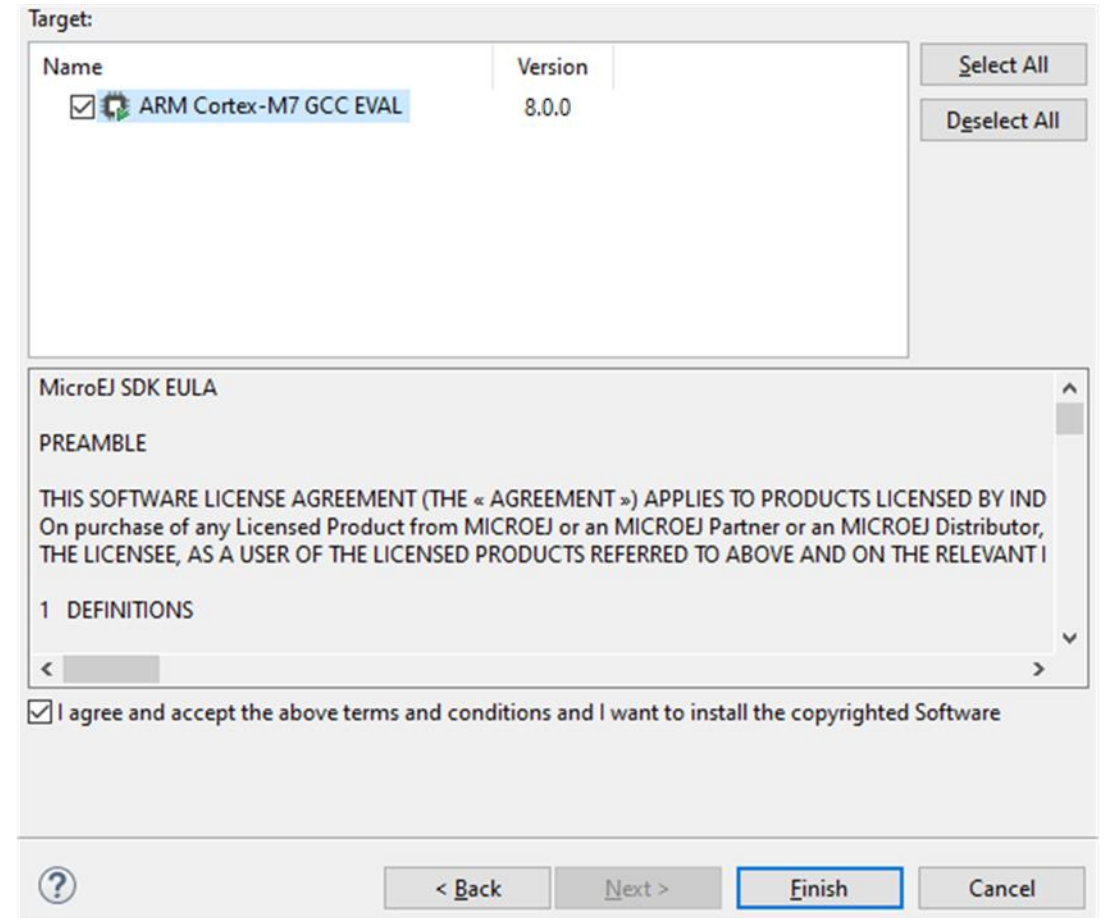 Target:
Name Version Select All
ARM Cortex-M7 GCC EVAL 8.0.0
Deselect All
MicroEJ SDK EULA
PREAMBLE
THIS SOFTWARE LICENSE AGREEMENT (THE « AGREEMENT ») APPLIES TO PRODUCTS LICENSED BY IND
On purchase of any Licensed Product from MICROEJ or an MICROEJ Partner or an MICROEJ Distributor,
THE LICENSEE, AS A USER OF THE LICENSED PRODUCTS REFERRED TO ABOVE AND ON THE RELEVANT I
1 DEFINITIONS
I agree and accept the above terms and conditions and I want to install the copyrighted Software
? < Back Next > Finish Cancel